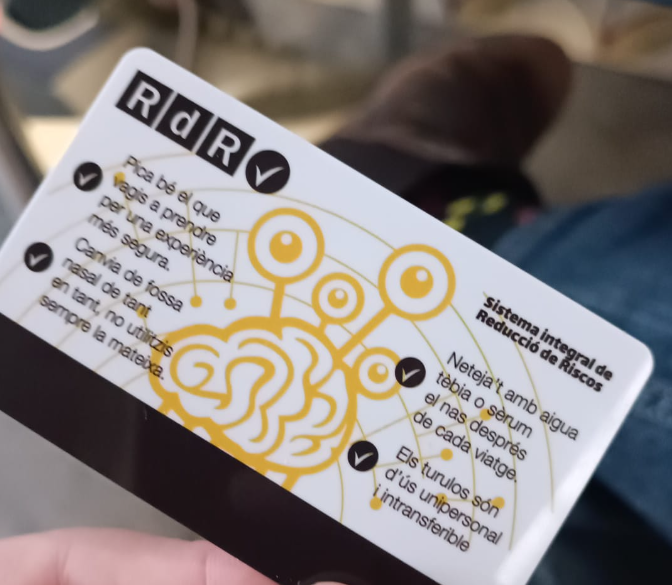 RdR
Pica bé el que
vagis a prendre
per una experiència
més segura.
Canvia de fossa
nasal de tant
en tant, no utilitzis
sempre la mateixa.
Sistema integral de
Reducció de Riscos
Neteja't amb aigua
tèbia o sèrum
el nas després
de cada viatge.
Els turulos són
d'ús unipersonal
i intransferible